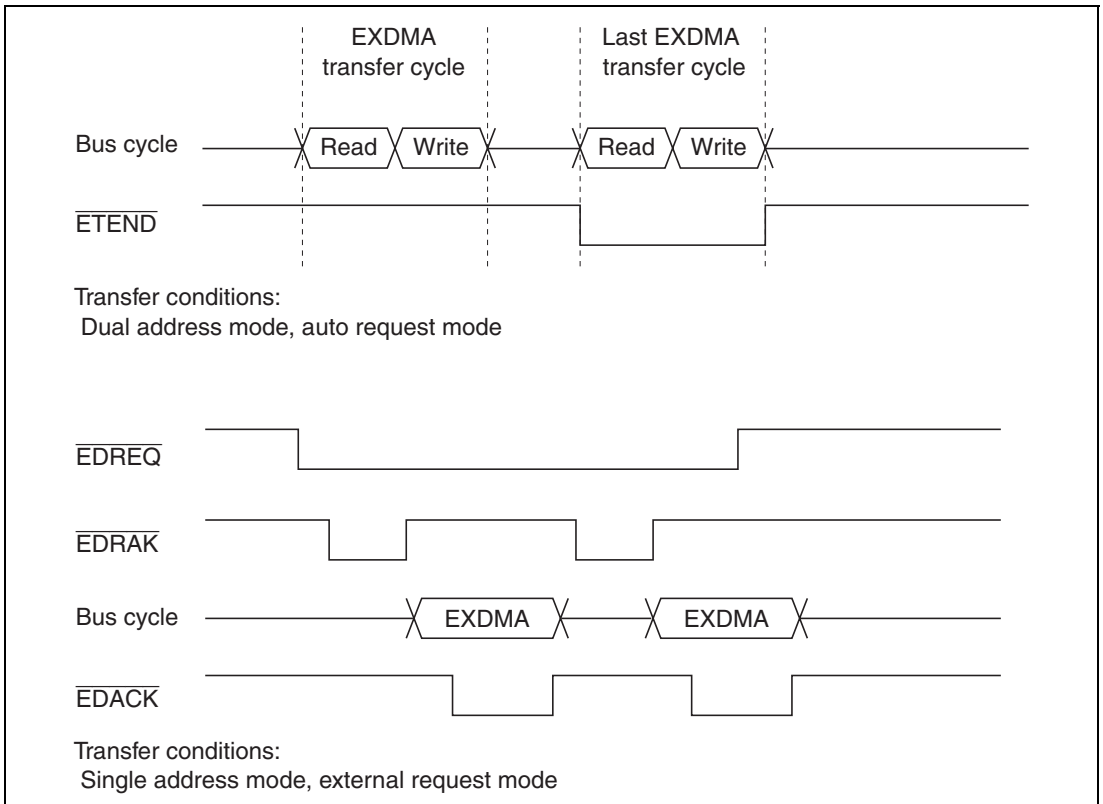 EXDMA
transfer cycle
Last EXDMA
transfer cycle
Bus cycle
Read
Write
Read
Write
ETEND
Transfer conditions:
Dual address mode, auto request mode
EDREQ
EDRAK
Bus cycle
EXDMA
EXDMA
EDACK
Transfer conditions:
Single address mode, external request mode